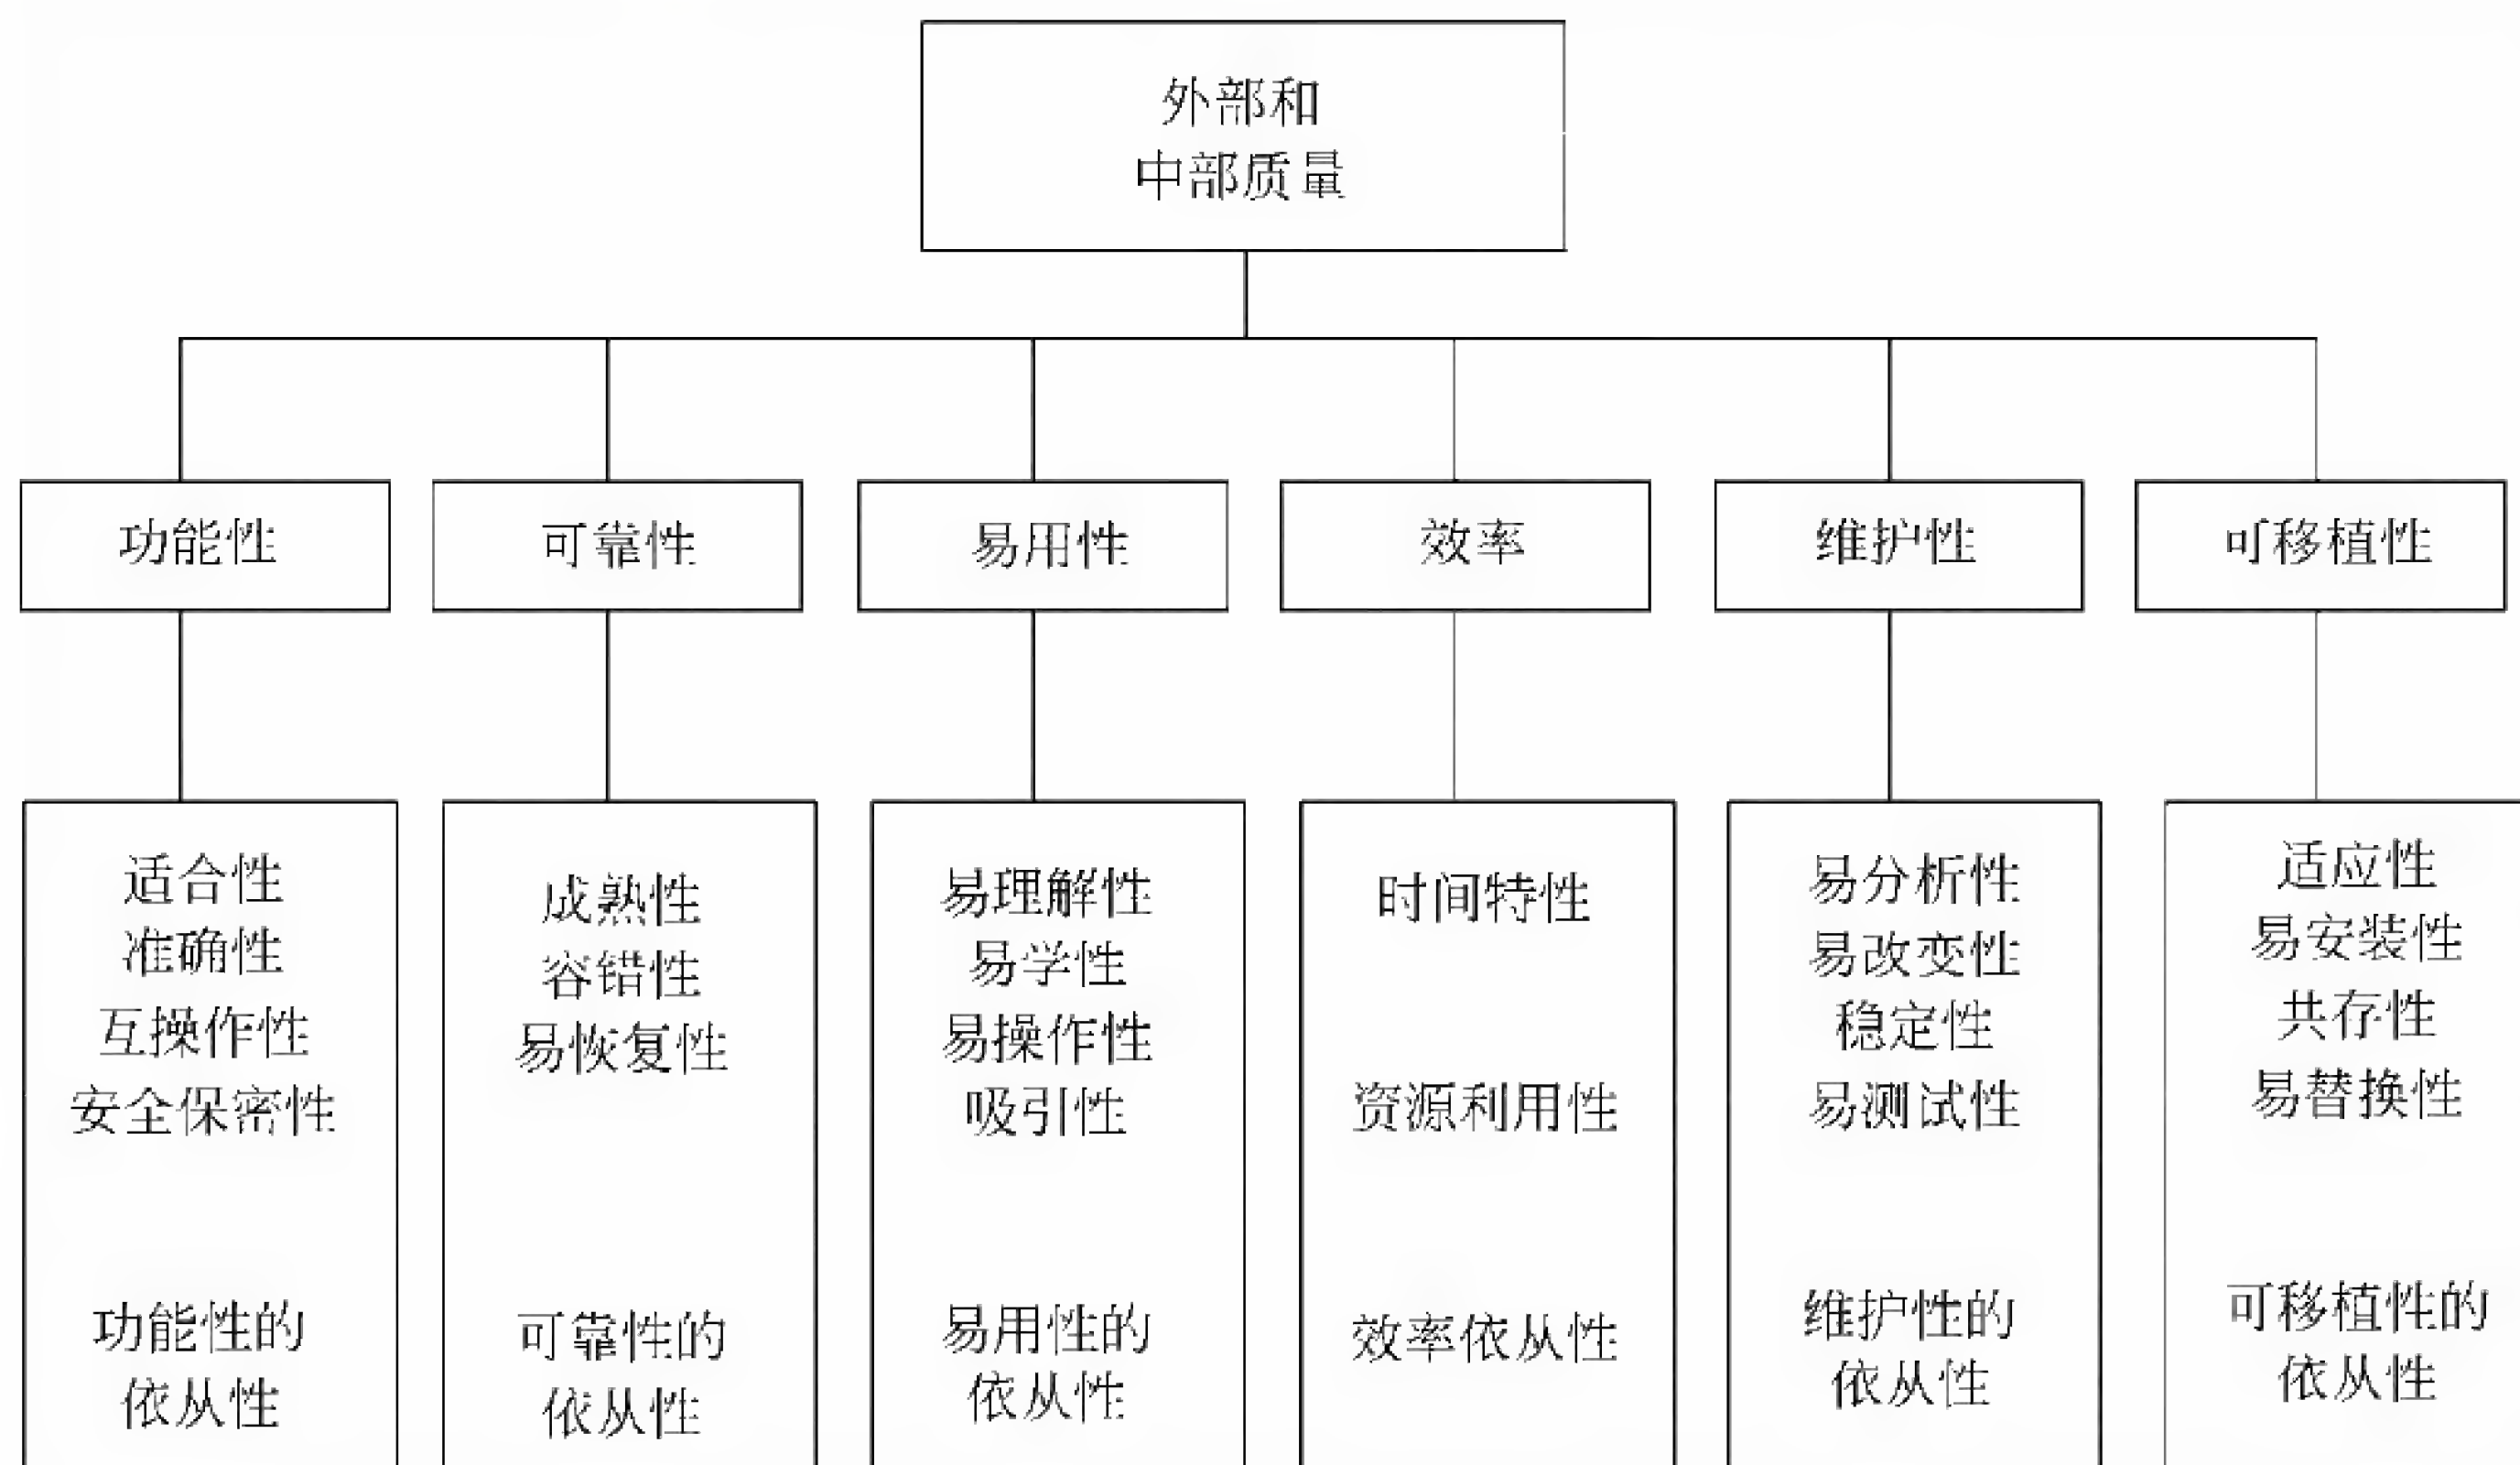 外部和
中部质量
功能性
可靠性
易用性
效率
维护性
可移植性
适合性
准确性
互操作性
安全保密性
功能性的
依从性
成熟性
容错性
易恢复性
可靠性的
依从性
易理解性
易学性
易操作性
吸引性
易用性的
依从性
时间特性
资源利用性
效率依从性
易分析性
易改变性
稳定性
易测试性
维护性的
依从性
适应性
易安装性
共存性
易替换性
可移植性的
依从性